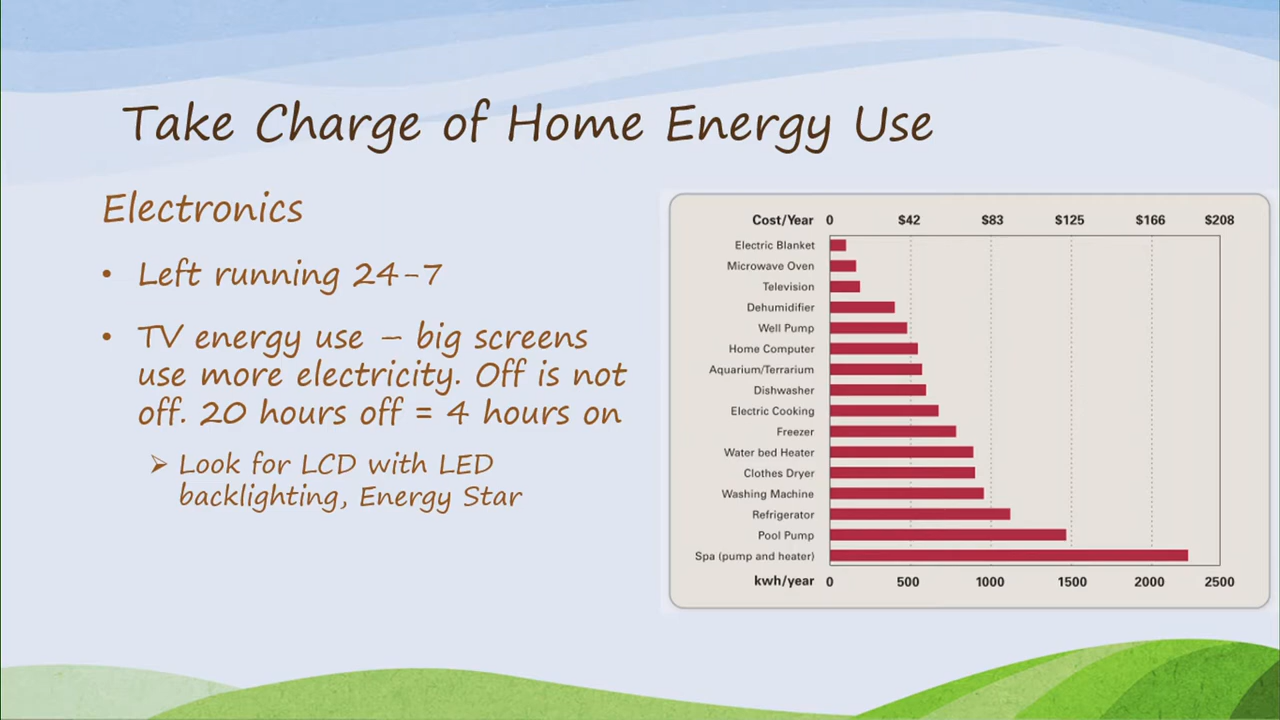 Take Charge of Home Energy Use
Electronics
• Left running 24-7
• TV energy use – big screens
use more electricity. Off is not
off. 20 hours off = 4 hours on
➢ Look for LCD with LED
backlighting, Energy Star
Cost/Year 0 $42 $83 $125 $166 $208
Electric Blanket
Microwave Oven
Television
Dehumidifier
Well Pump
Home Computer
Aquarium/Terrarium
Dishwasher
Electric Cooking
Freezer
Water bed Heater
Clothes Dryer
Washing Machine
Refrigerator
Pool Pump
Spa (pump and heater)
kwh/year 0 500 1000 1500 2000 2500